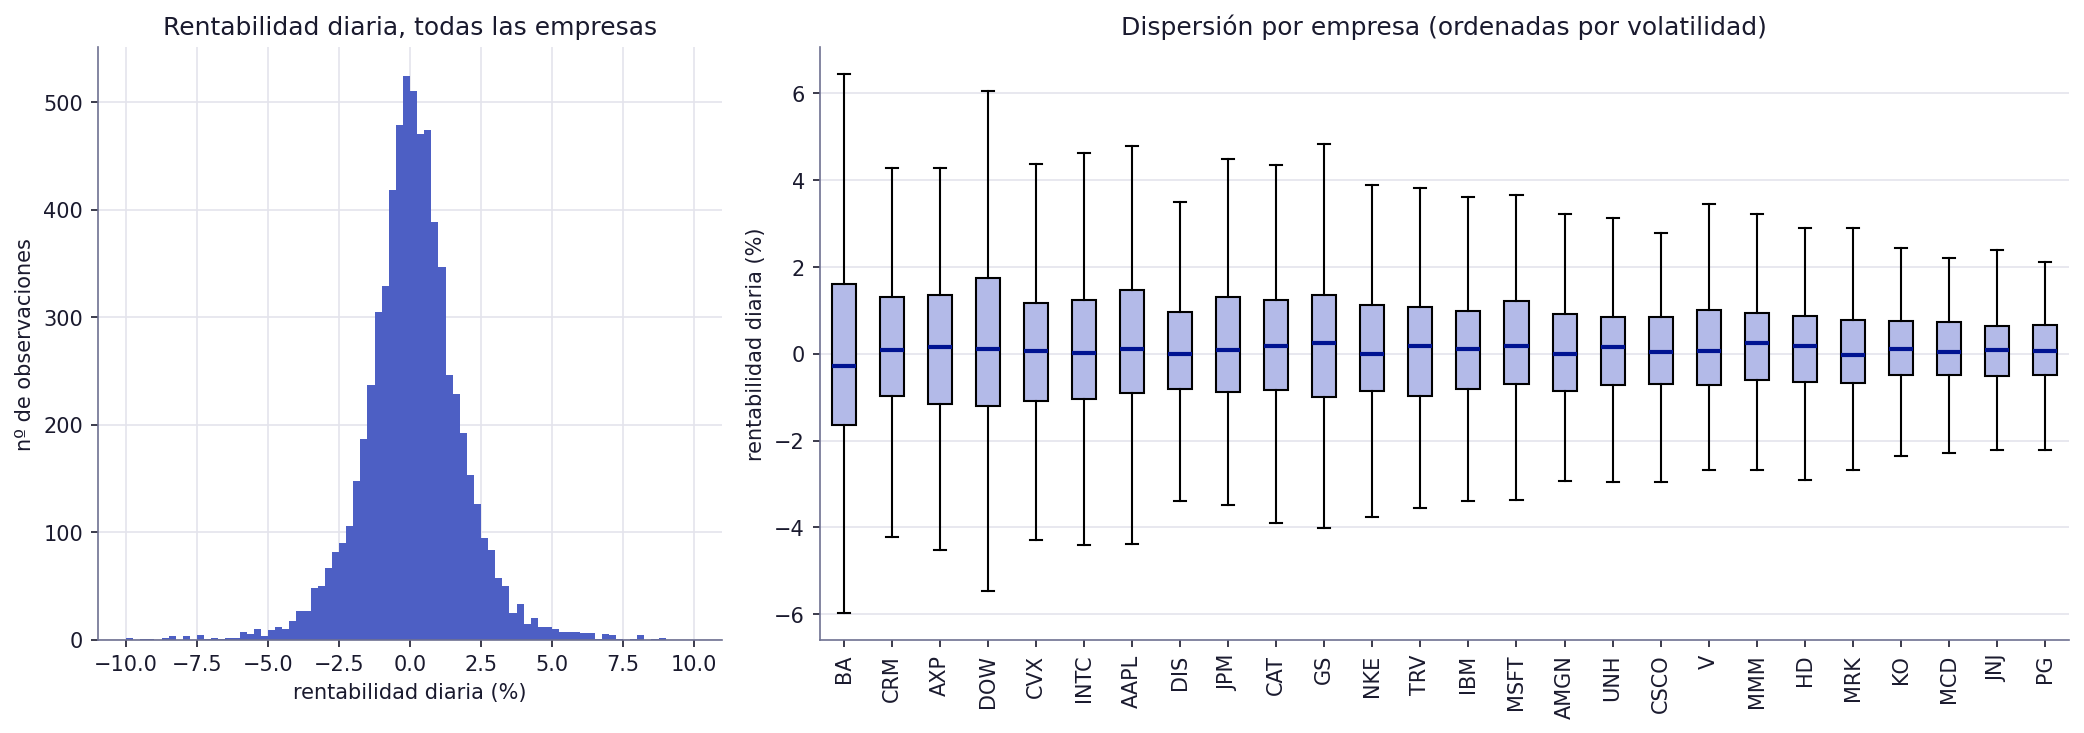 Rentabilidad diaria, todas las empresas
nº de observaciones
500
400
300
200
100
0
−10.0 −7.5 −5.0 −2.5 0.0 2.5 5.0 7.5 10.0
rentabilidad diaria (%)
Dispersión por empresa (ordenadas por volatilidad)
rentabilidad diaria (%)
6
4
2
0
−2
−4
−6
BA CRM AXP DOW CVX INTC AAPL DIS JPM CAT GS NKE TRV IBM MSFT AMGN UNH CSCO V MMM HD MRK KO MCD JNJ PG